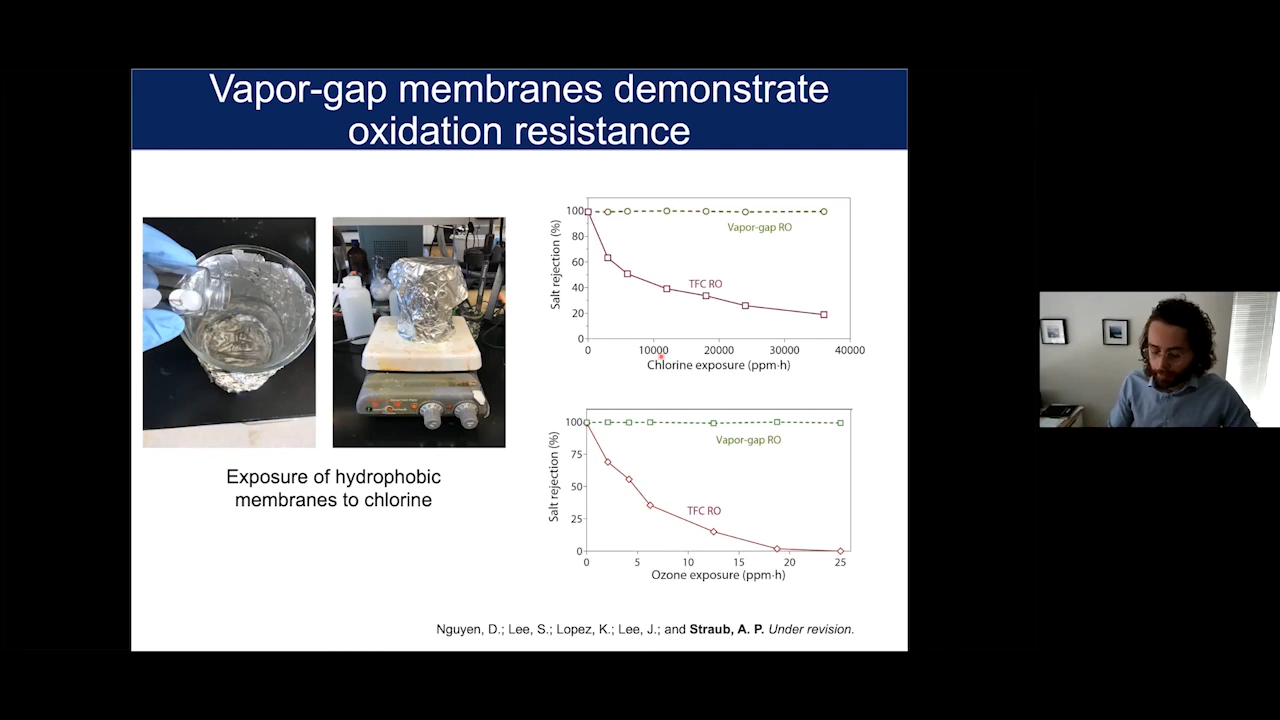 Vapor-gap membranes demonstrate
oxidation resistance
Exposure of hydrophobic
membranes to chlorine
Salt rejection (%)
100
80
60
40
20
0
Vapor-gap RO
TFC RO
0 10000 20000 30000 40000
Chlorine exposure (ppm·h)
Salt rejection (%)
100
75
50
25
0
Vapor-gap RO
TFC RO
0 5 10 15 20 25
Ozone exposure (ppm·h)
Nguyen, D.; Lee, S.; Lopez, K.; Lee, J.; and Straub, A. P. Under revision.